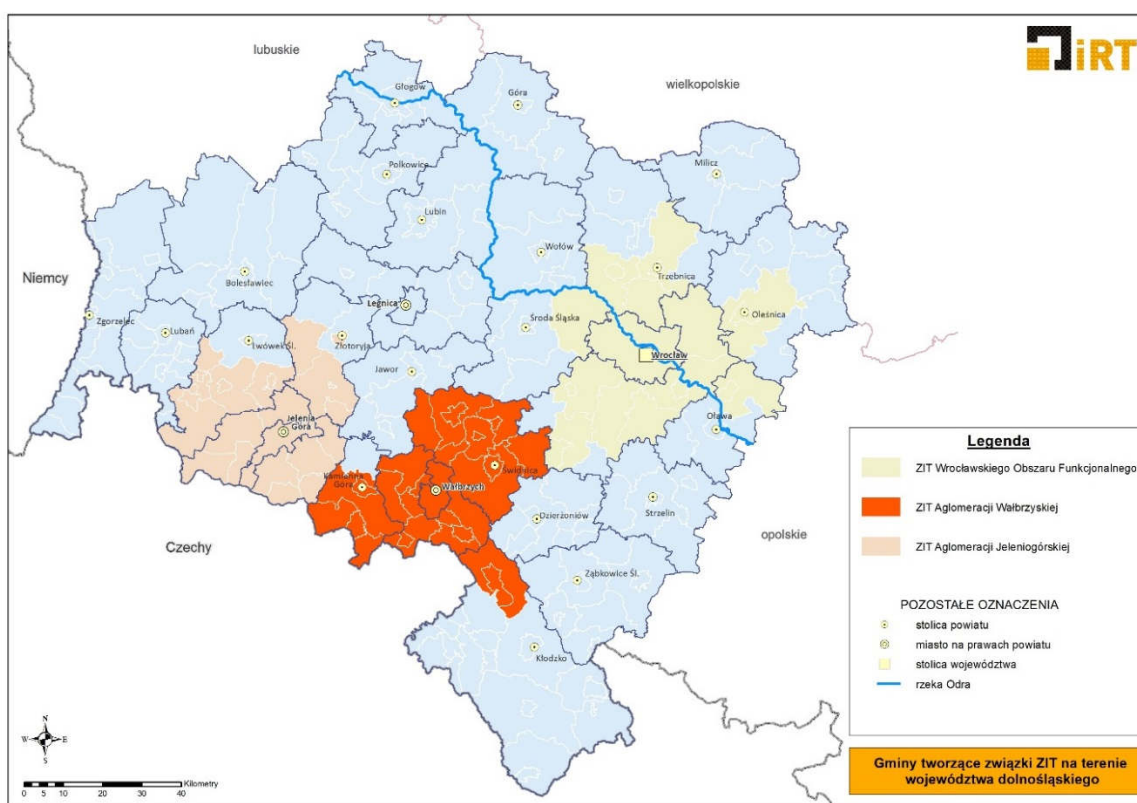 lubuskie
wielkopolskie
iRT
Głogów
Góra
Polkowice
Milicz
Lubin
Wołów
Trzebnica
Niemcy
Bolesławiec
Legnica
Oleśnica
Zgorzelec
Lubań
Lwówek Śl.
Złotoryja
Środa Śląska
Wrocław
Jawor
Jelenia
Góra
Oława
Świdnica
Kamienna
Góra
Wałbrzych
Dzierżoniów
Strzelin
Czechy
opolskie
Ząbkowice Śl.
Kłodzko
Legenda
ZIT Wrocławskiego Obszaru Funkcjonalnego
ZIT Aglomeracji Wałbrzyskiej
ZIT Aglomeracji Jeleniogórskiej
POZOSTAŁE OZNACZENIA
stolica powiatu
miasto na prawach powiatu
stolica województwa
rzeka Odra
N
W E
S
Kilometry
0 5 10 20 30 40
Gminy tworzące związki ZIT na terenie
województwa dolnośląskiego